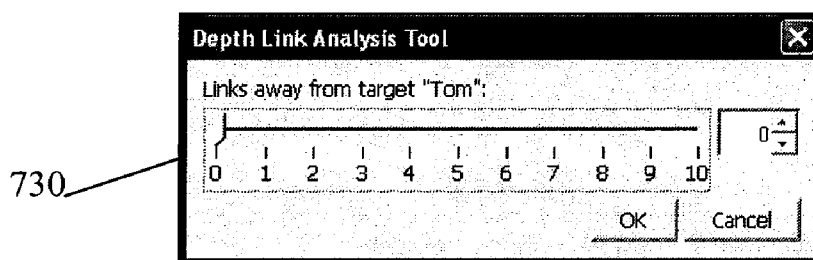 Depth Link Analysis Tool
Links away from target "Tom":
0
0 1 2 3 4 5 6 7 8 9 10
730
OK Cancel